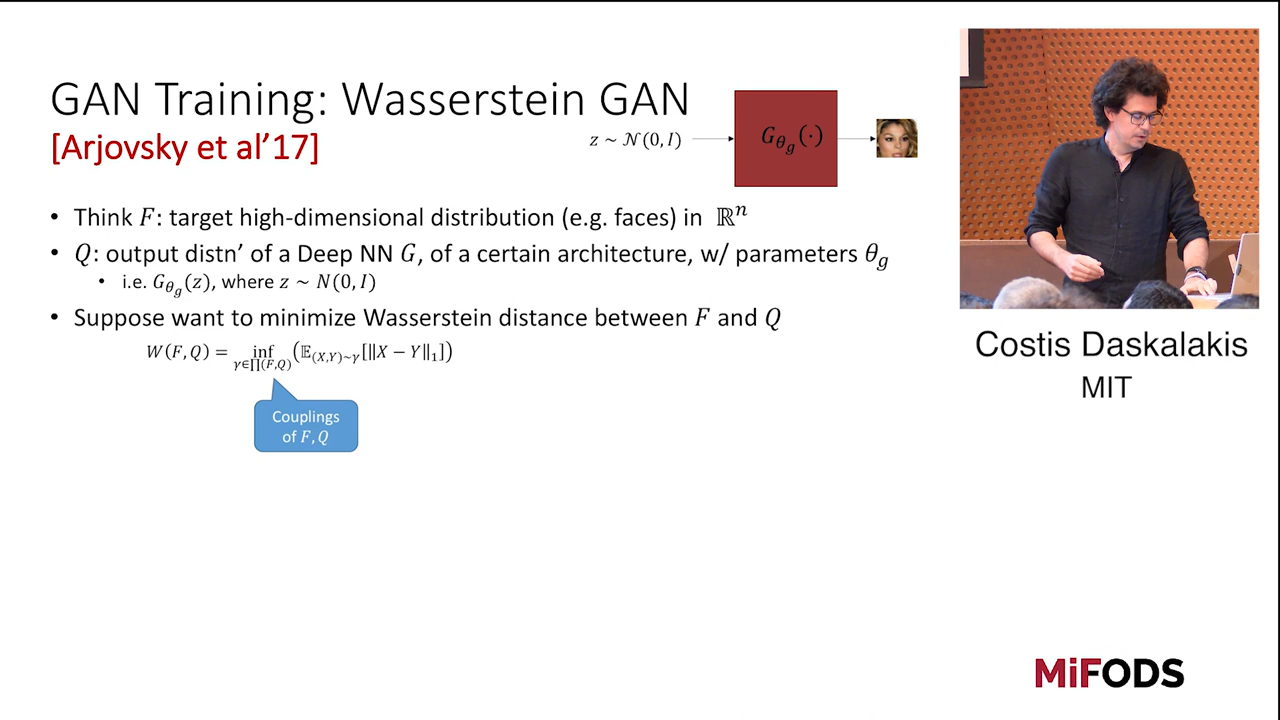 GAN Training: Wasserstein GAN
[Arjovsky et al’17]
z ~ 𝒩(0, I)
G_{θ_g}(·)
• Think F: target high-dimensional distribution (e.g. faces) in ℝⁿ
• Q: output distn’ of a Deep NN G, of a certain architecture, w/ parameters θ_g
• i.e. G_{θ_g}(z), where z ~ N(0, I)
• Suppose want to minimize Wasserstein distance between F and Q
W(F, Q) = inf_{γ∈∏(F,Q)} (𝔼_{(X,Y)~γ}[‖X − Y‖₁])
Couplings
of F, Q
Costis Daskalakis
MIT
MiFODS